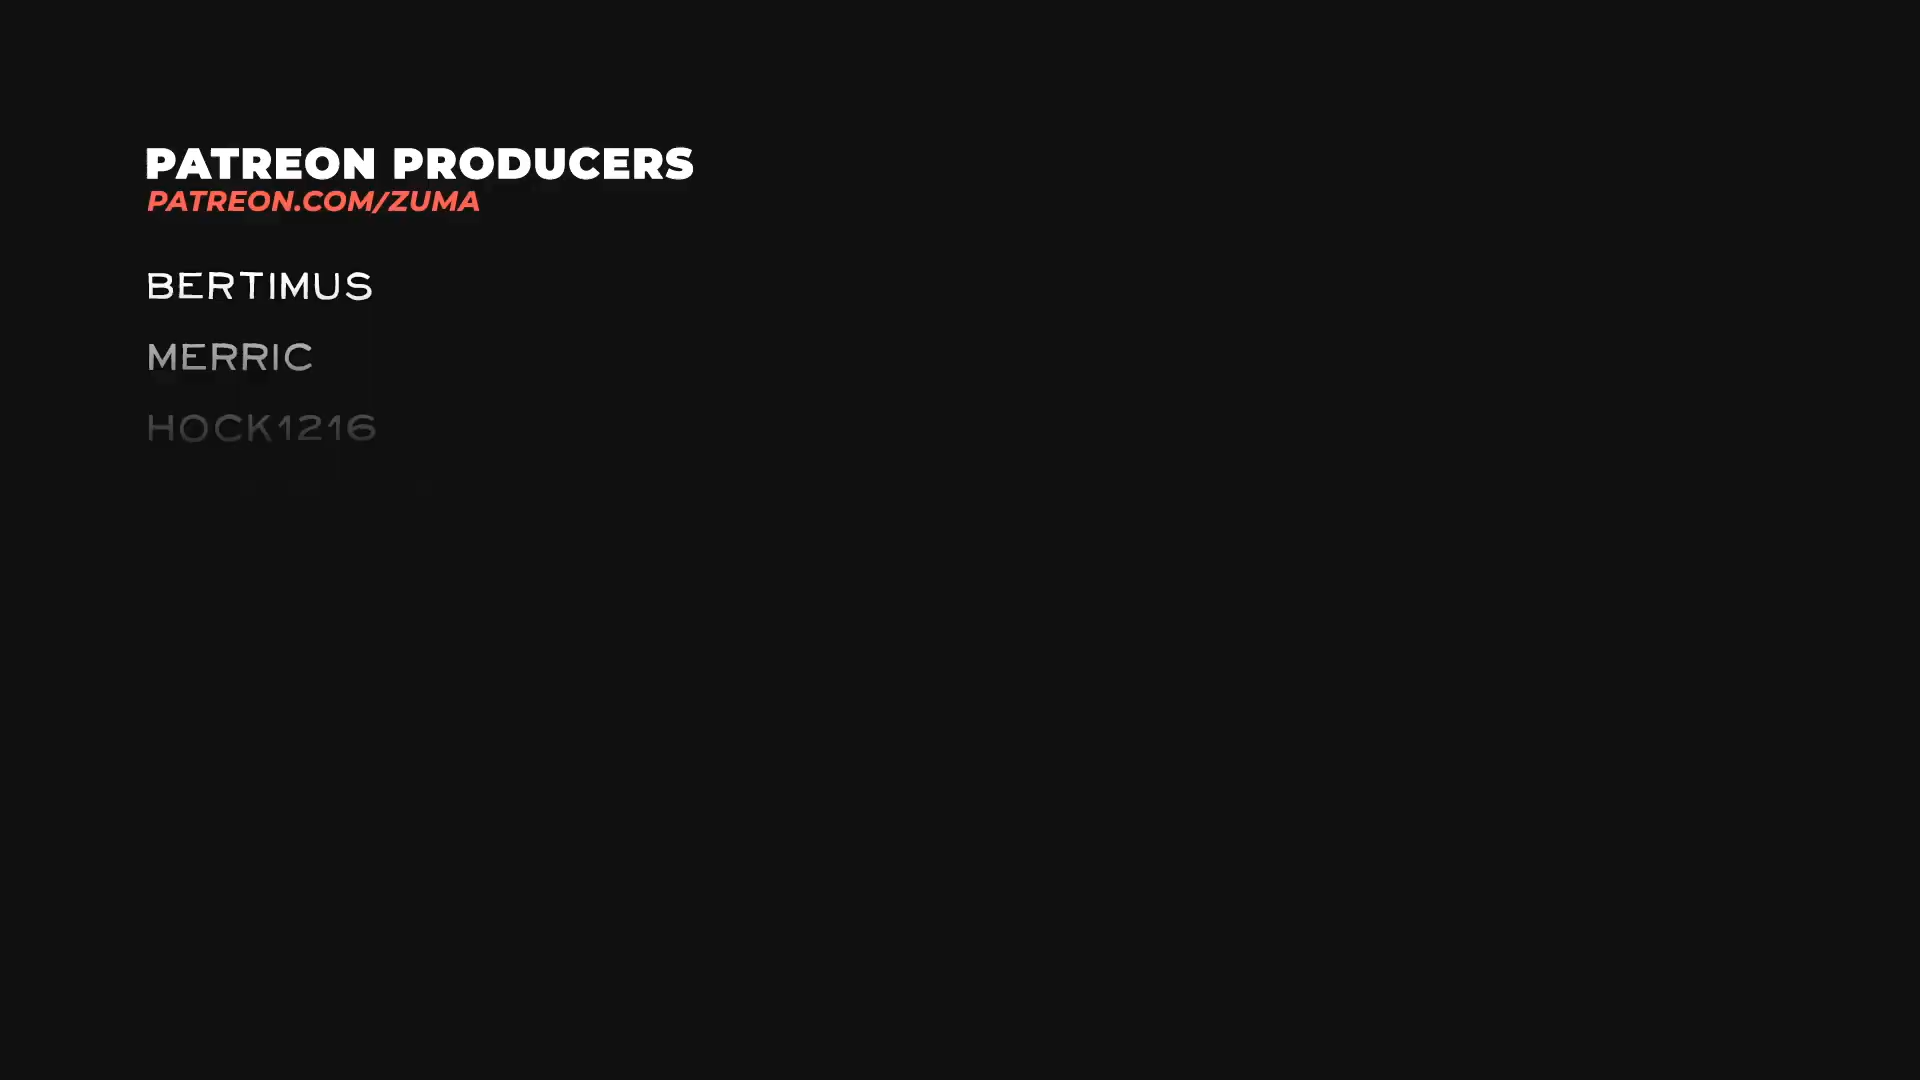 PATREON PRODUCERS
PATREON.COM/ZUMA
BERTIMUS
MERRIC
HOCK1216